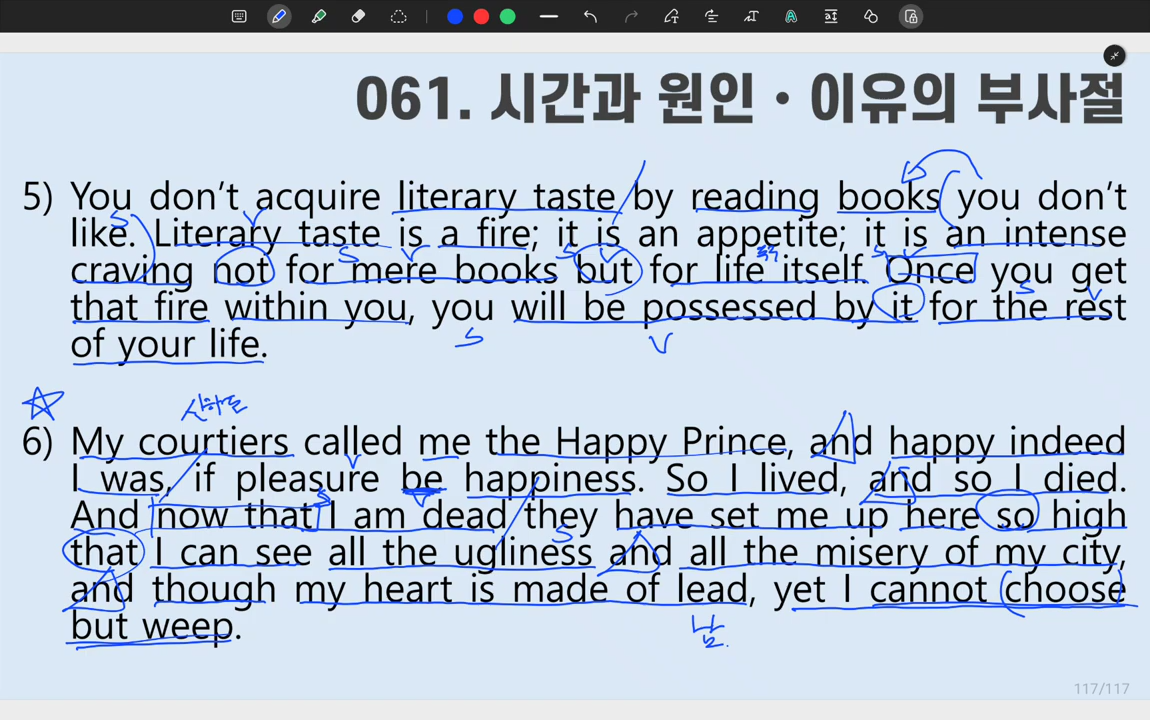 061. 시간과 원인 · 이유의 부사절
5) You don't acquire literary taste by reading books you don't
like. Literary taste is a fire; it is an appetite; it is an intense
craving not for mere books but for life itself. Once you get
that fire within you, you will be possessed by it for the rest
of your life.
신하들
6) My courtiers called me the Happy Prince, and happy indeed
I was, if pleasure be happiness. So I lived, and so I died.
And now that I am dead they have set me up here so high
that I can see all the ugliness and all the misery of my city,
and though my heart is made of lead, yet I cannot choose
but weep.
납
117/117